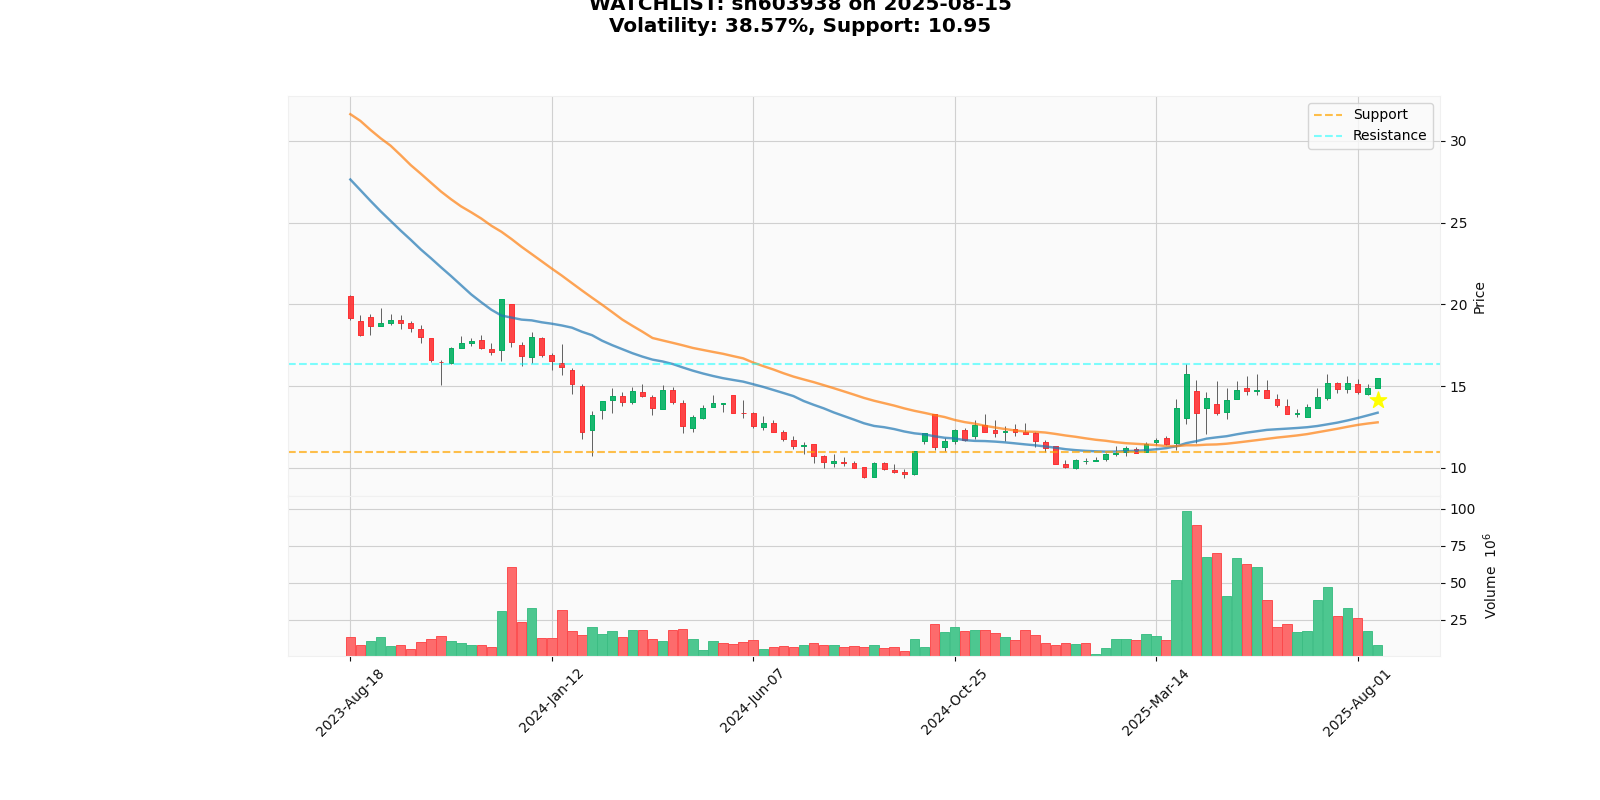 WATCHLIST: sh603938 on 2025-08-15
Volatility: 38.57%, Support: 10.95
Support
Resistance
30
25
20
15
10
Price
100
75
50
25
Volume 10⁶
2023-Aug-18
2024-Jan-12
2024-Jun-07
2024-Oct-25
2025-Mar-14
2025-Aug-01